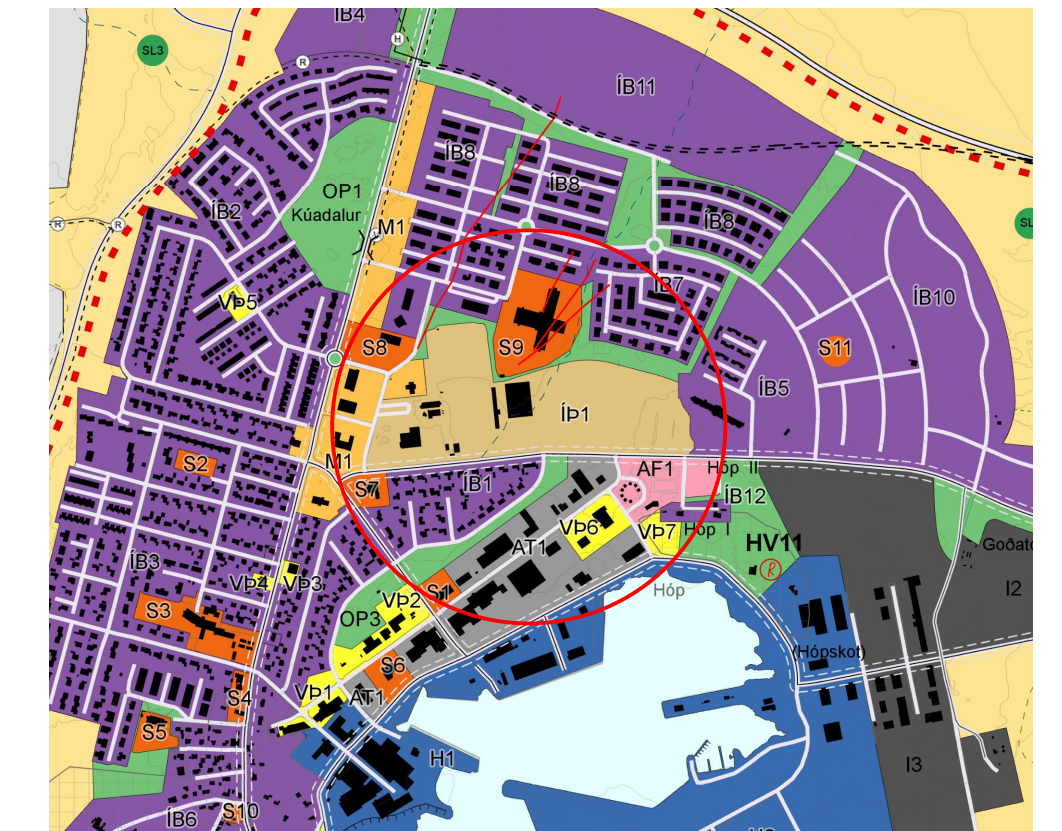 ÍB4
H
SL3
R
ÍB11
ÍB8
ÍB8
OP1
Kúadalur
ÍB2
R
R
M1
ÍB8
SL
ÍB7
VÞ5
ÍB10
S8
S9
S11
ÍB5
ÍÞ1
S2
M1
AF1
Hóp II
S7
ÍB1
ÍB12
VÞ6
VÞ7
Hóp I
AT1
HV11
Goðato
ÍB3
VÞ4
VÞ3
R
S1
Hóp
I2
VÞ2
S3
OP3
(Hópskot)
S6
VÞ1
AT1
S4
S5
H1
I3
S10
ÍB6